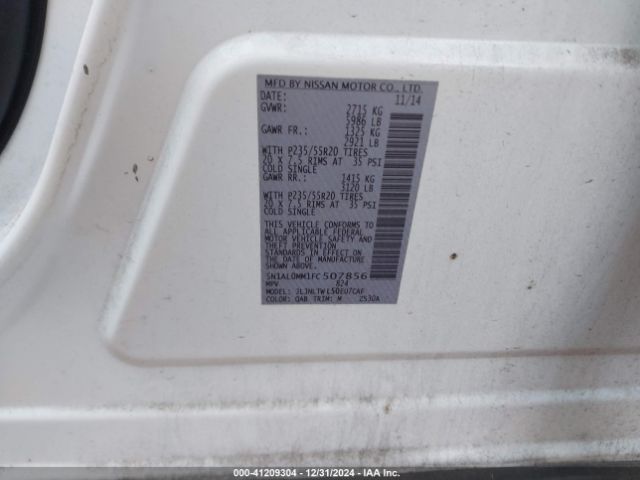 MFD BY NISSAN MOTOR CO., LTD.
DATE: 11/14
GVWR: 2715 KG
5986 LB
GAWR FR.: 1325 KG
2921 LB
WITH P235/55R20 TIRES
20 X 7.5 RIMS AT 35 PSI
COLD SINGLE
GAWR RR.: 1415 KG
3120 LB
WITH P235/55R20 TIRES
20 X 7.5 RIMS AT 35 PSI
COLD SINGLE
THIS VEHICLE CONFORMS TO
ALL APPLICABLE FEDERAL
MOTOR VEHICLE SAFETY AND
THEFT PREVENTION
STANDARDS IN EFFECT ON
THE DATE OF MANUFACTURE
SHOWN ABOVE.
5N1AL0MM1FC507856
MPV 824
MODEL: JLJNLTWL50EU7CAF
COLOR: QAB TRIM: M 2530A
000-41209304 - 12/31/2024 - IAA Inc.